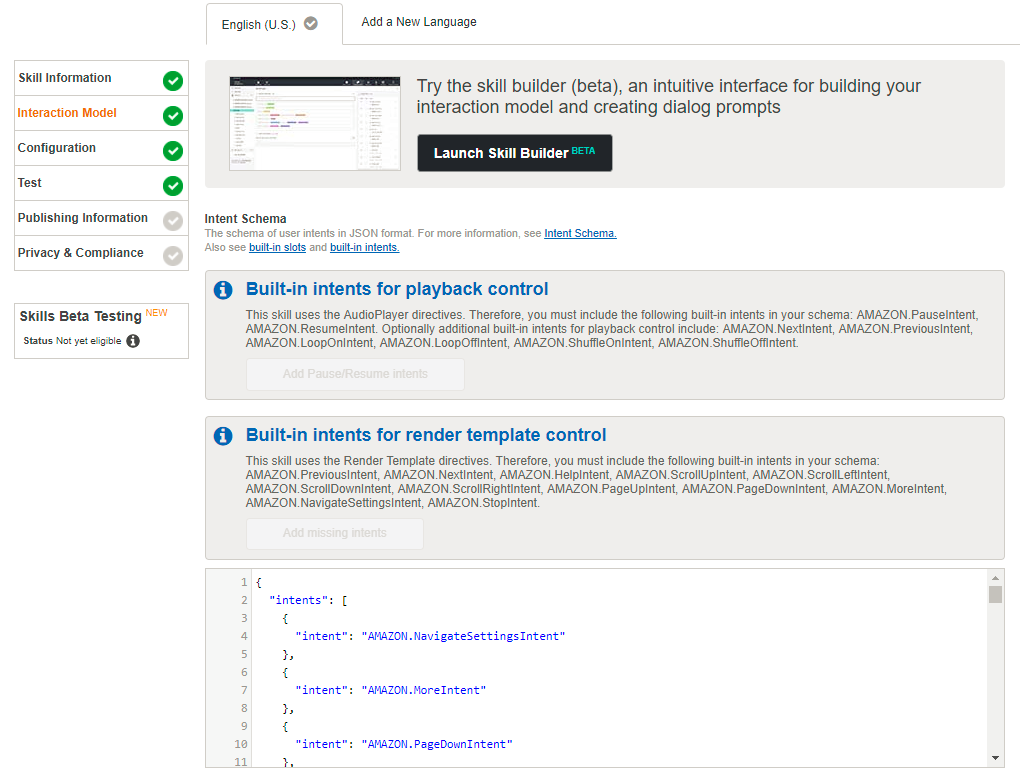 English (U.S.)
Add a New Language
Skill Information
Interaction Model
Configuration
Test
Publishing Information
Privacy & Compliance
Skills Beta Testing NEW
Status Not yet eligible
Try the skill builder (beta), an intuitive interface for building your
interaction model and creating dialog prompts
Launch Skill Builder BETA
Intent Schema
The schema of user intents in JSON format. For more information, see Intent Schema.
Also see built-in slots and built-in intents.
Built-in intents for playback control
This skill uses the AudioPlayer directives. Therefore, you must include the following built-in intents in your schema: AMAZON.PauseIntent,
AMAZON.ResumeIntent. Optionally additional built-in intents for playback control include: AMAZON.NextIntent, AMAZON.PreviousIntent,
AMAZON.LoopOnIntent, AMAZON.LoopOffIntent, AMAZON.ShuffleOnIntent, AMAZON.ShuffleOffIntent.
Add Pause/Resume intents
Built-in intents for render template control
This skill uses the Render Template directives. Therefore, you must include the following built-in intents in your schema:
AMAZON.PreviousIntent, AMAZON.NextIntent, AMAZON.HelpIntent, AMAZON.ScrollUpIntent, AMAZON.ScrollLeftIntent,
AMAZON.ScrollDownIntent, AMAZON.ScrollRightIntent, AMAZON.PageUpIntent, AMAZON.PageDownIntent, AMAZON.MoreIntent,
AMAZON.NavigateSettingsIntent, AMAZON.StopIntent.
Add missing intents
1 {
2 "intents": [
3 {
4 "intent": "AMAZON.NavigateSettingsIntent"
5 },
6 {
7 "intent": "AMAZON.MoreIntent"
8 },
9 {
10 "intent": "AMAZON.PageDownIntent"
11 },